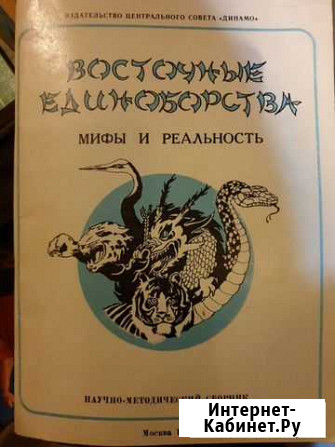 ИЗДАТЕЛЬСТВО ЦЕНТРАЛЬНОГО СОВЕТА «ДИНАМО»
ВОСТОЧНЫЕ
ЕДИНОБОРСТВА
МИФЫ И РЕАЛЬНОСТЬ
НАУЧНО-МЕТОДИЧЕСКИЙ СБОРНИК
Москва
Интернет-
Кабинет.Ру